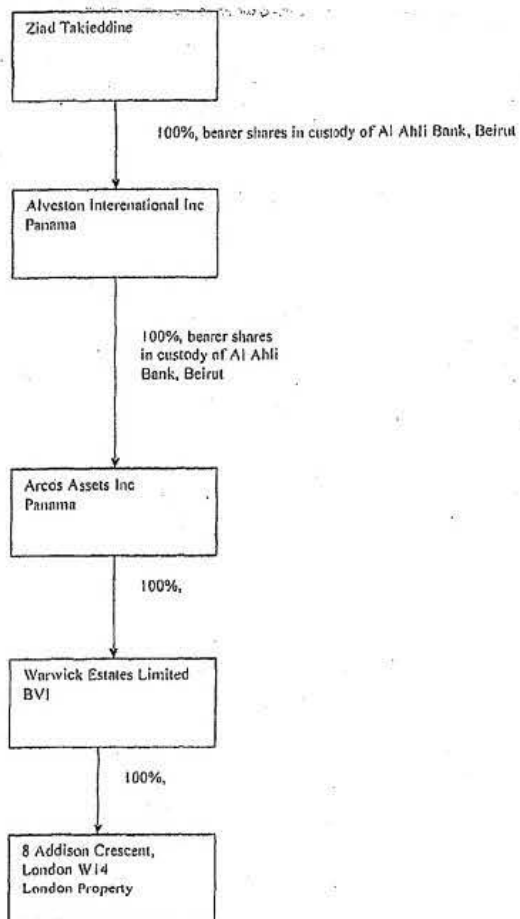 Ziad Takieddine
100%, bearer shares in custody of Al Ahli Bank, Beirut
Alveston Interenational Inc
Panama
100%, bearer shares
in custody of Al Ahli
Bank, Beirut
Arcos Assets Inc
Panama
100%,
Warwick Estates Limited
BVI
100%,
8 Addison Crescent,
London W14
London Property